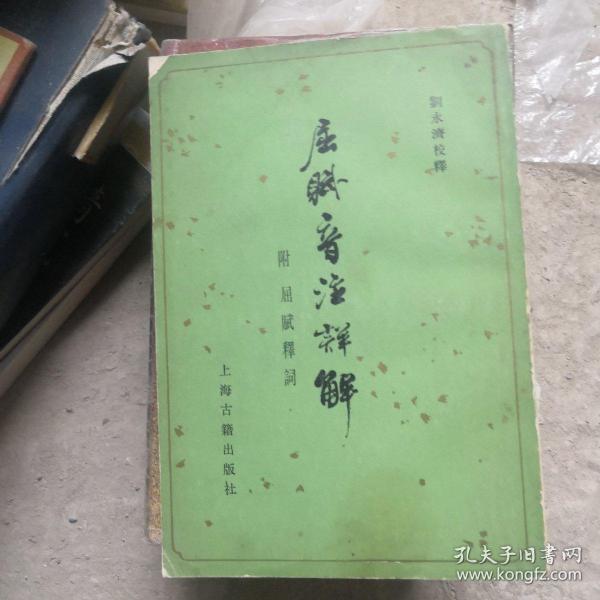 劉永濟校釋
屈賦音注詳解
附 屈賦釋詞
上海古籍出版社
孔夫子旧书网
www.kongfz.com